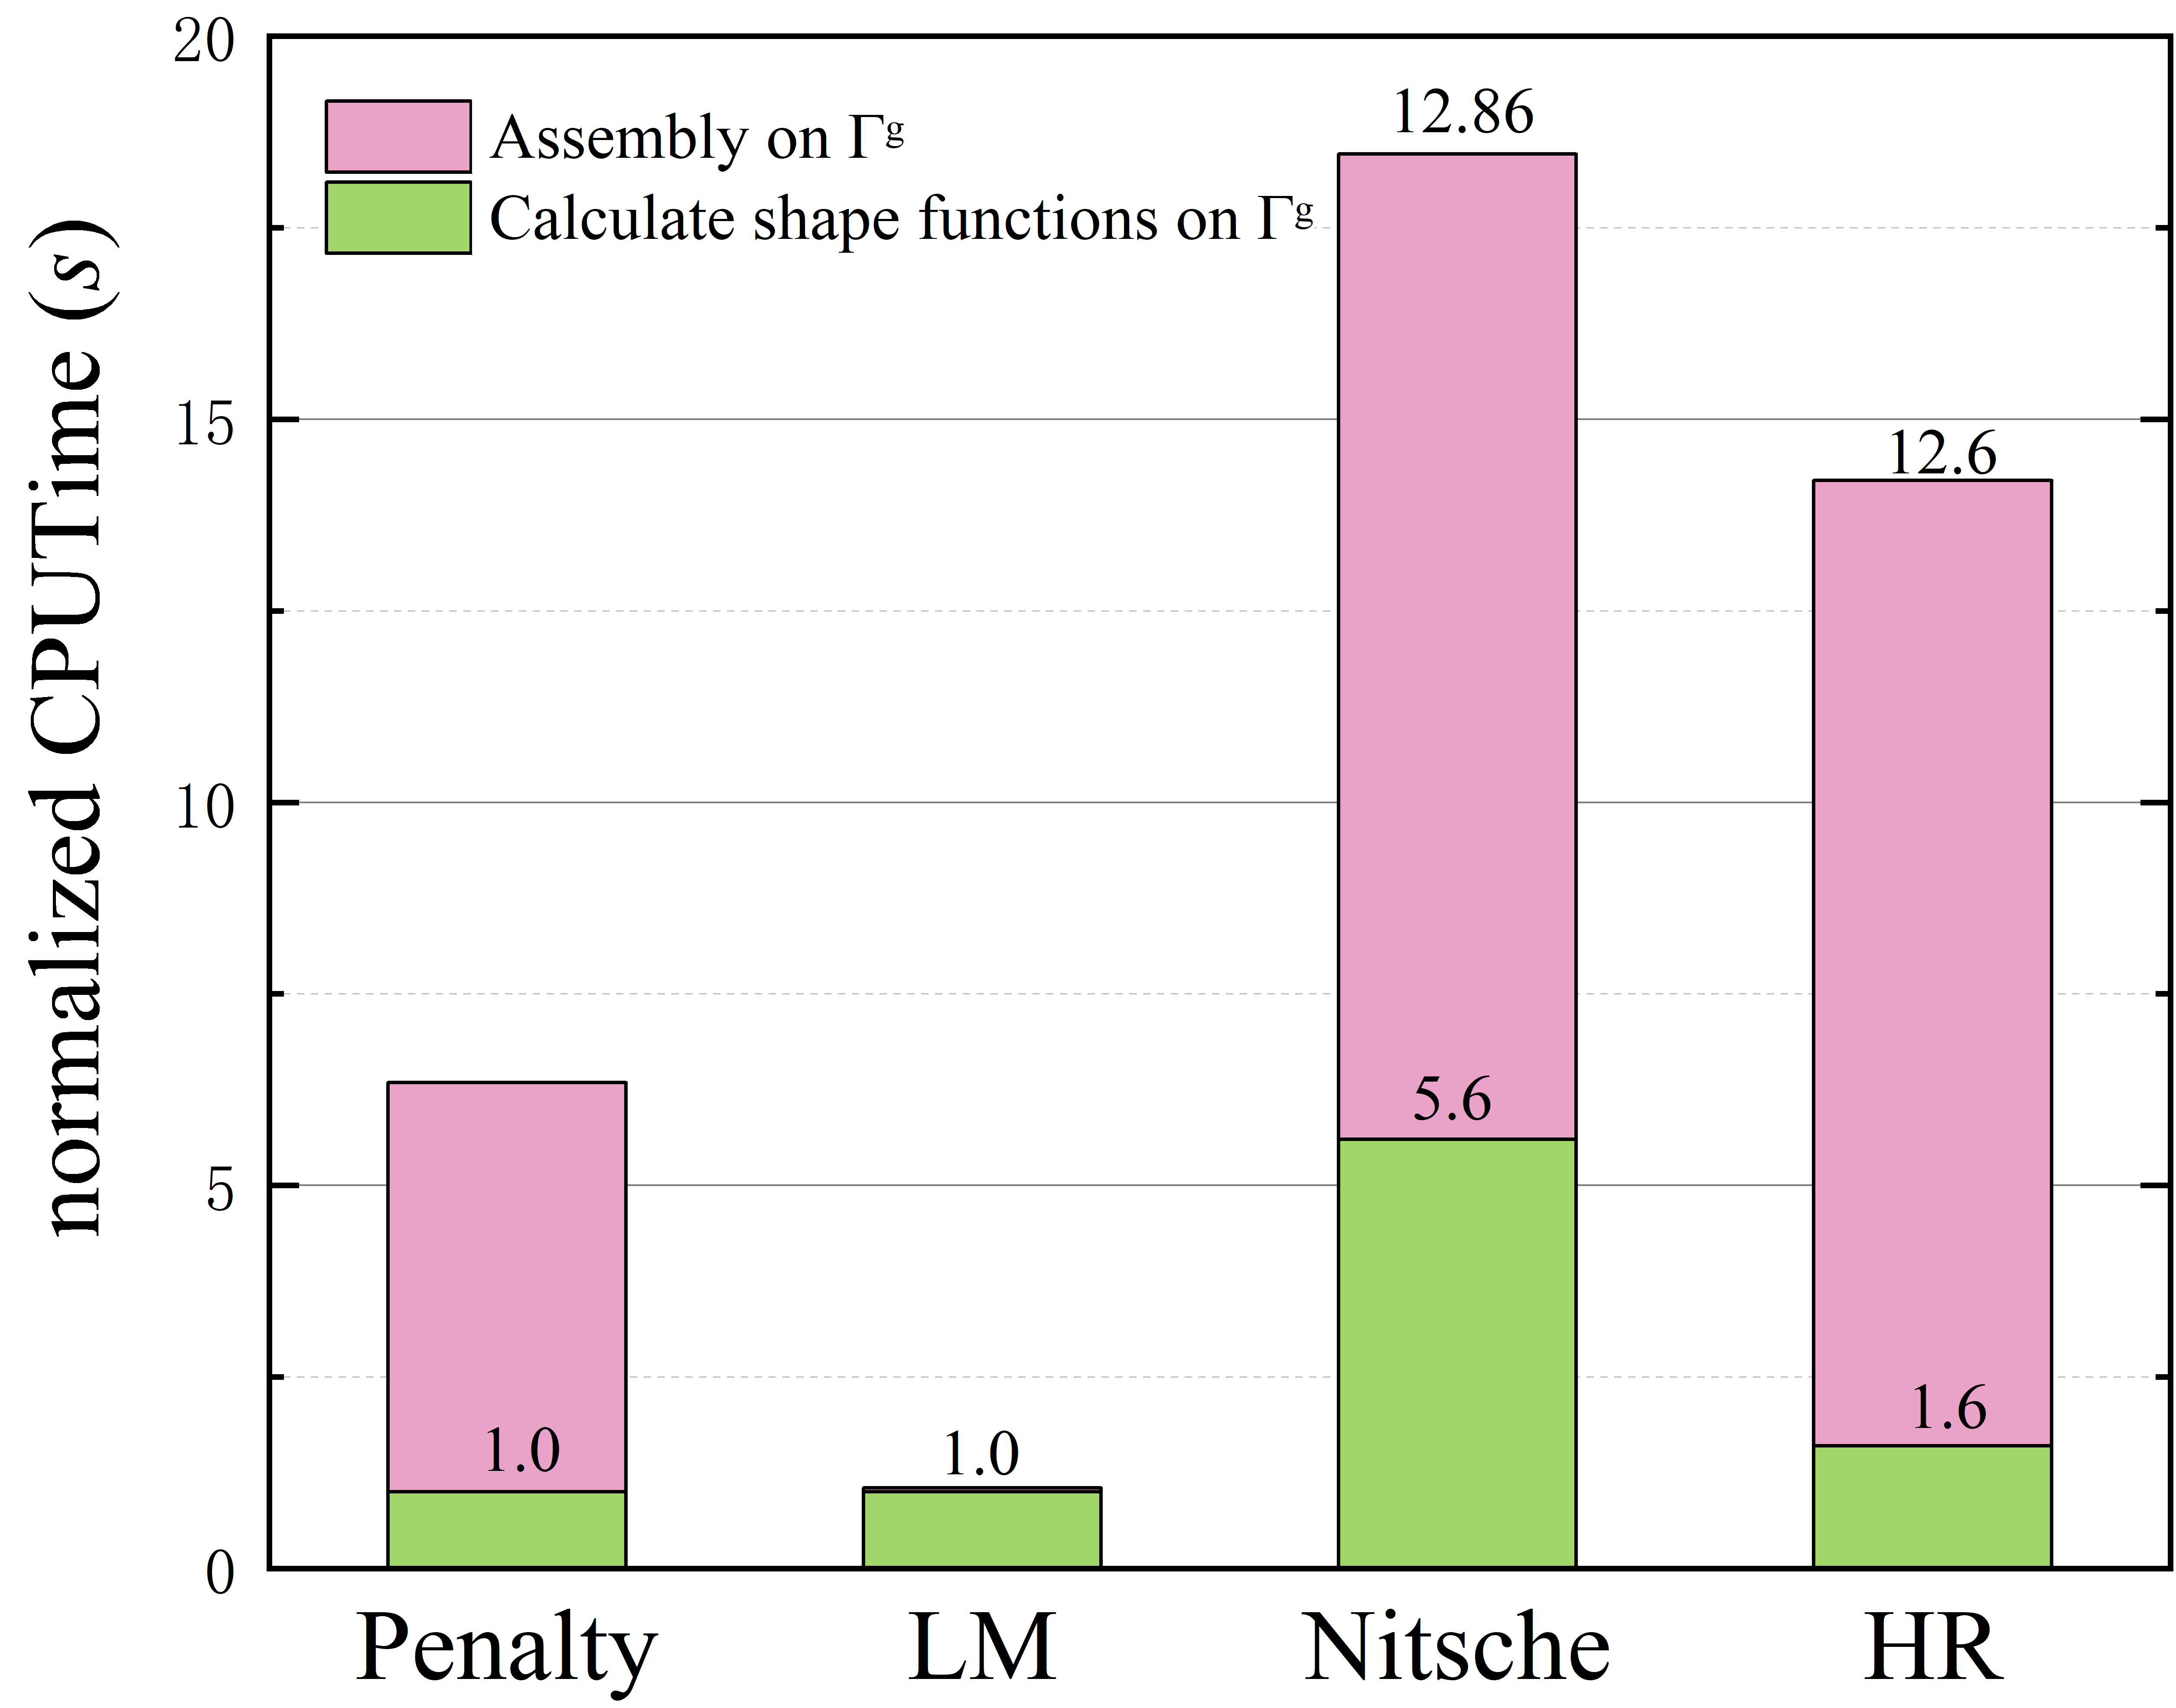 20
15
10
5
0
normalized CPUTime (s)
Assembly on Γᵍ
Calculate shape functions on Γᵍ
12.86
12.6
5.6
1.6
1.0
1.0
Penalty
LM
Nitsche
HR